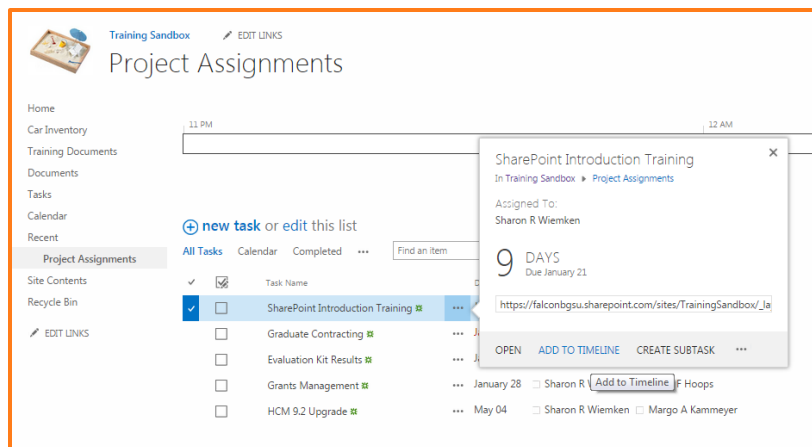 Training Sandbox EDIT LINKS
Project Assignments
Home
Car Inventory
Training Documents
Documents
Tasks
Calendar
Recent
Project Assignments
Site Contents
Recycle Bin
EDIT LINKS
11 PM 12 AM
new task or edit this list
All Tasks Calendar Completed ••• Find an item
Task Name
SharePoint Introduction Training •••
Graduate Contracting •••
Evaluation Kit Results •••
Grants Management ••• January 28 Sharon R F Hoops
HCM 9.2 Upgrade ••• May 04 Sharon R Wiemken Margo A Kammeyer
SharePoint Introduction Training
In Training Sandbox ▸ Project Assignments
Assigned To:
Sharon R Wiemken
9 DAYS
Due January 21
https://falconbgsu.sharepoint.com/sites/TrainingSandbox/_la
OPEN ADD TO TIMELINE CREATE SUBTASK •••
Add to Timeline